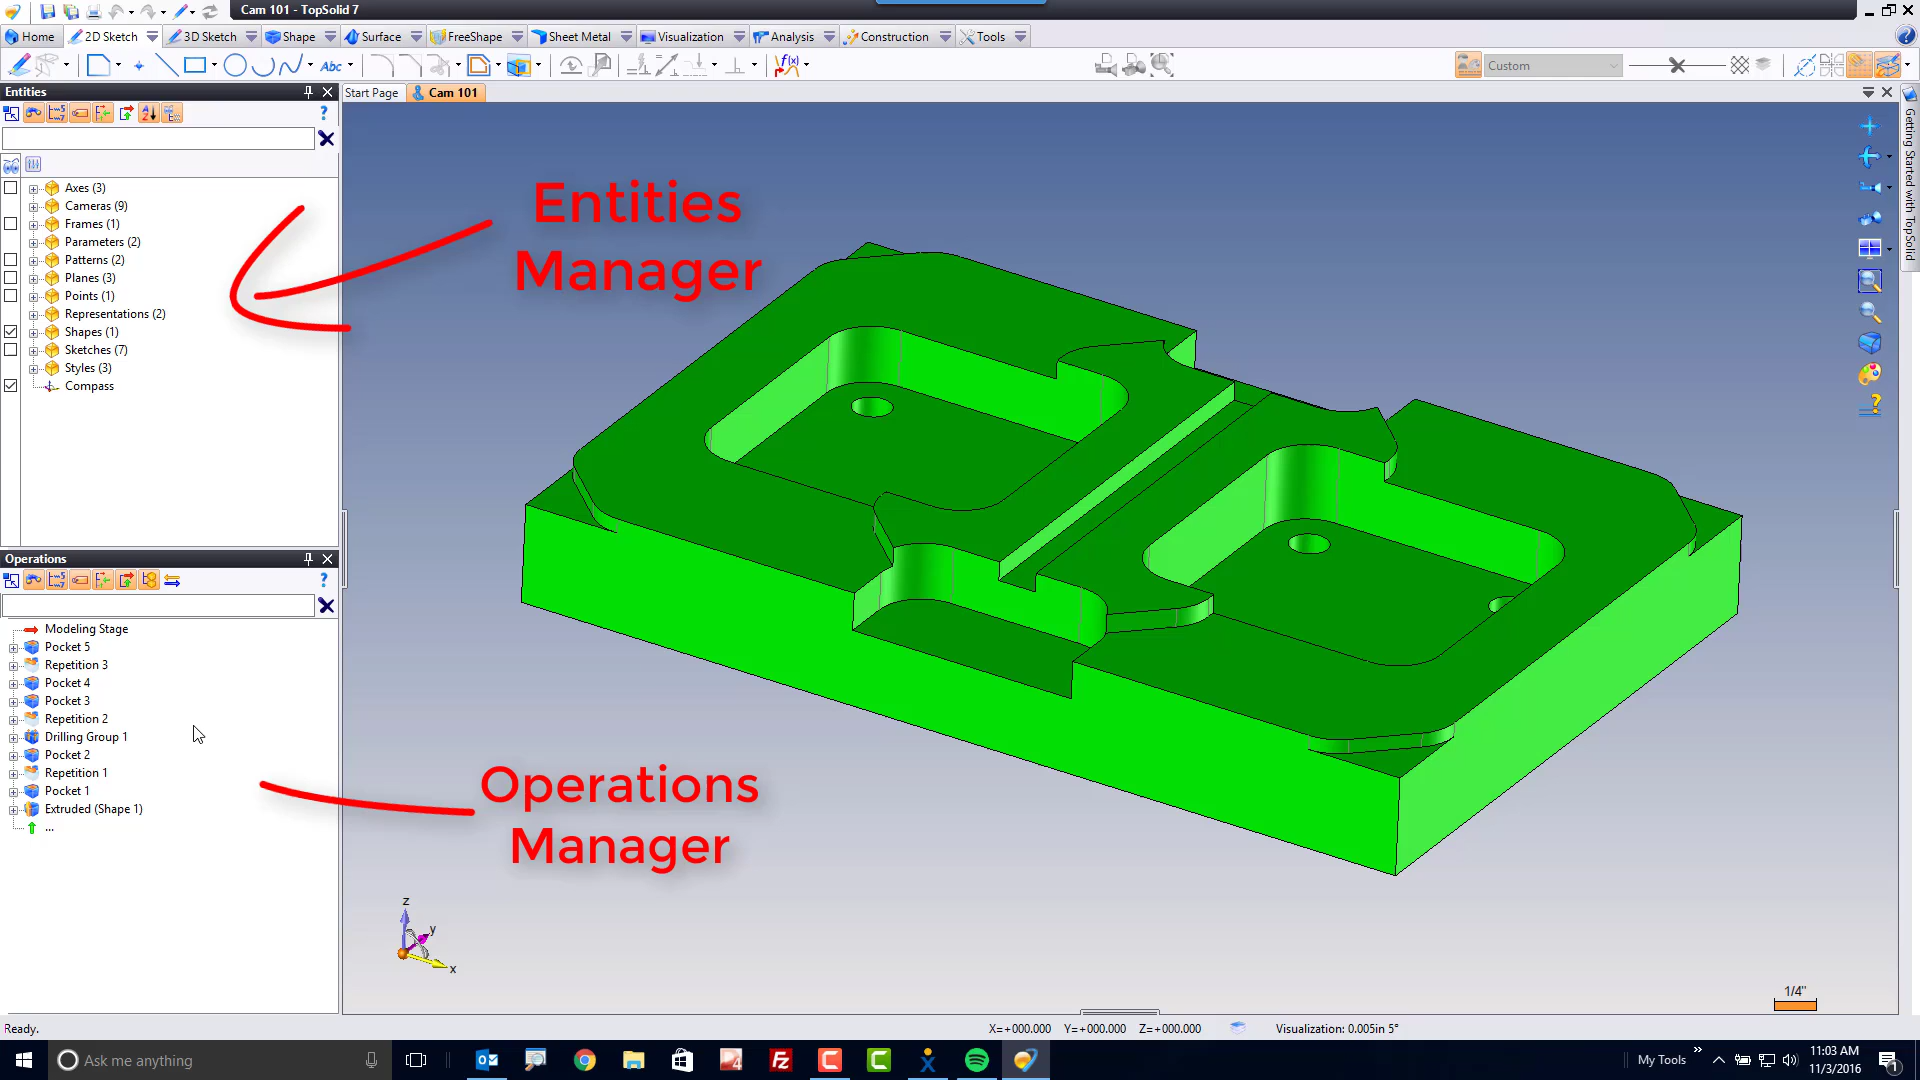 Cam 101 - TopSolid 7
Home
2D Sketch
3D Sketch
Shape
Surface
FreeShape
Sheet Metal
Visualization
Analysis
Construction
Tools
Abc
f(x)
Custom
Entities
Start Page
Cam 101
Getting Started with TopSolid
Axes (3)
Cameras (9)
Frames (1)
Parameters (2)
Patterns (2)
Planes (3)
Points (1)
Representations (2)
Shapes (1)
Sketches (7)
Styles (3)
Compass
Entities
Manager
Operations
Modeling Stage
Pocket 5
Repetition 3
Pocket 4
Pocket 3
Repetition 2
Drilling Group 1
Pocket 2
Repetition 1
Pocket 1
Extruded (Shape 1)
...
Operations
Manager
z
y
x
1/4"
Ready.
X=+000.000 Y=+000.000 Z=+000.000
Visualization: 0.005in 5°
Ask me anything
My Tools
11:03 AM
11/3/2016